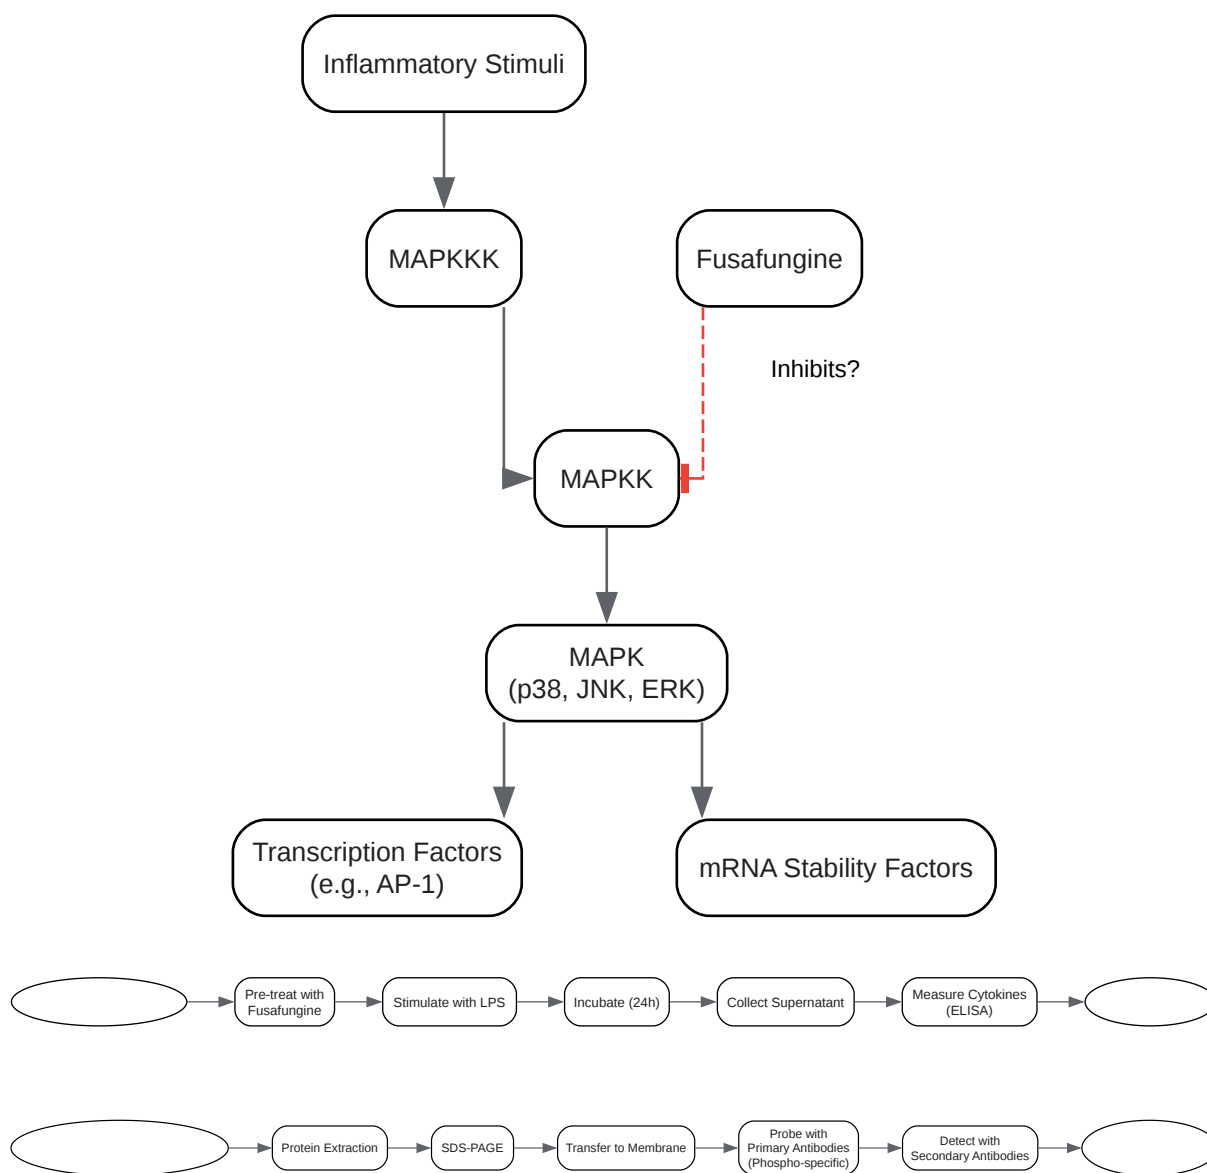 Inflammatory Stimuli
MAPKKK
Fusafungine
Inhibits?
MAPKK
MAPK
(p38, JNK, ERK)
Transcription Factors
(e.g., AP-1)
mRNA Stability Factors
Pre-treat with
Fusafungine
Stimulate with LPS
Incubate (24h)
Collect Supernatant
Measure Cytokines
(ELISA)
Protein Extraction
SDS-PAGE
Transfer to Membrane
Probe with
Primary Antibodies
(Phospho-specific)
Detect with
Secondary Antibodies